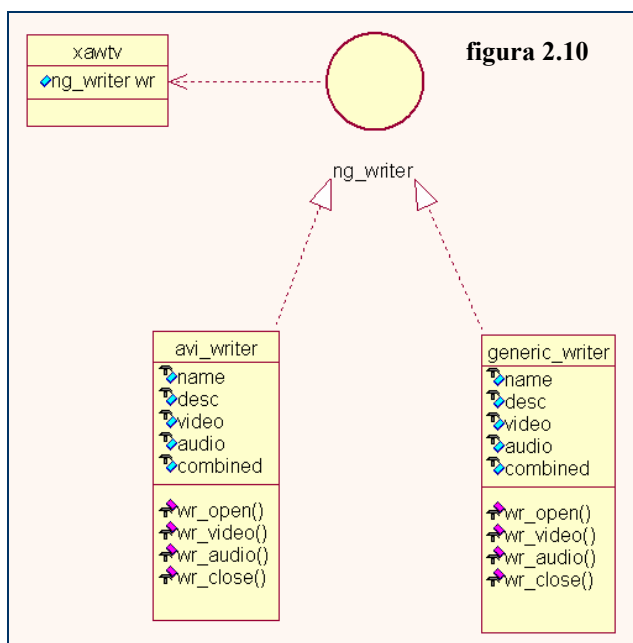 figura 2.10
xawtv
ng_writer wr
ng_writer
avi_writer
name
desc
video
audio
combined
wr_open()
wr_video()
wr_audio()
wr_close()
generic_writer
name
desc
video
audio
combined
wr_open()
wr_video()
wr_audio()
wr_close()